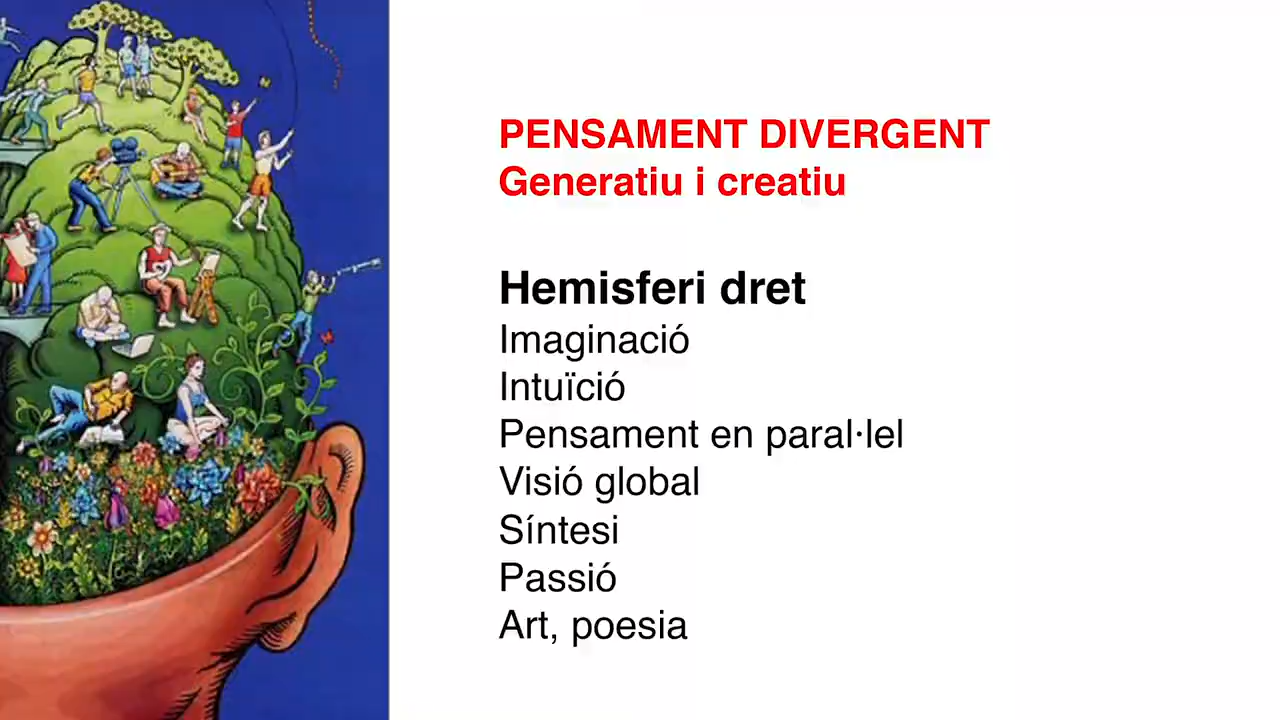 PENSAMENT DIVERGENT
Generatiu i creatiu
Hemisferi dret
Imaginació
Intuïció
Pensament en paral·lel
Visió global
Síntesi
Passió
Art, poesia